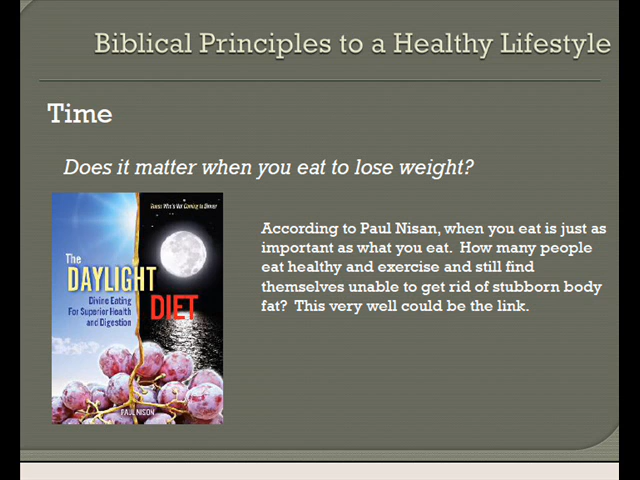 Biblical Principles to a Healthy Lifestyle
Time
Does it matter when you eat to lose weight?
Guess Who's Not Coming to Dinner
The
DAYLIGHT
DIET
Divine Eating
For Superior Health
and Digestion
PAUL NISON
According to Paul Nisan, when you eat is just as
important as what you eat.  How many people
eat healthy and exercise and still find
themselves unable to get rid of stubborn body
fat?  This very well could be the link.